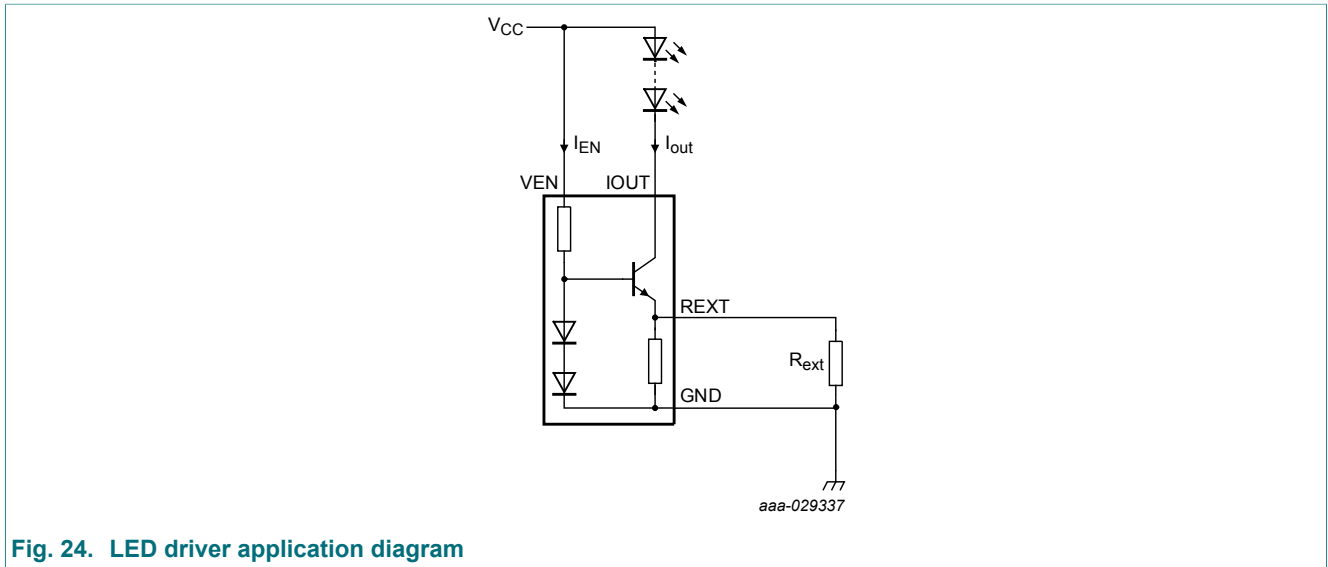 VCC
IEN
Iout
VEN
IOUT
REXT
Rext
GND
aaa-029337
Fig. 24. LED driver application diagram